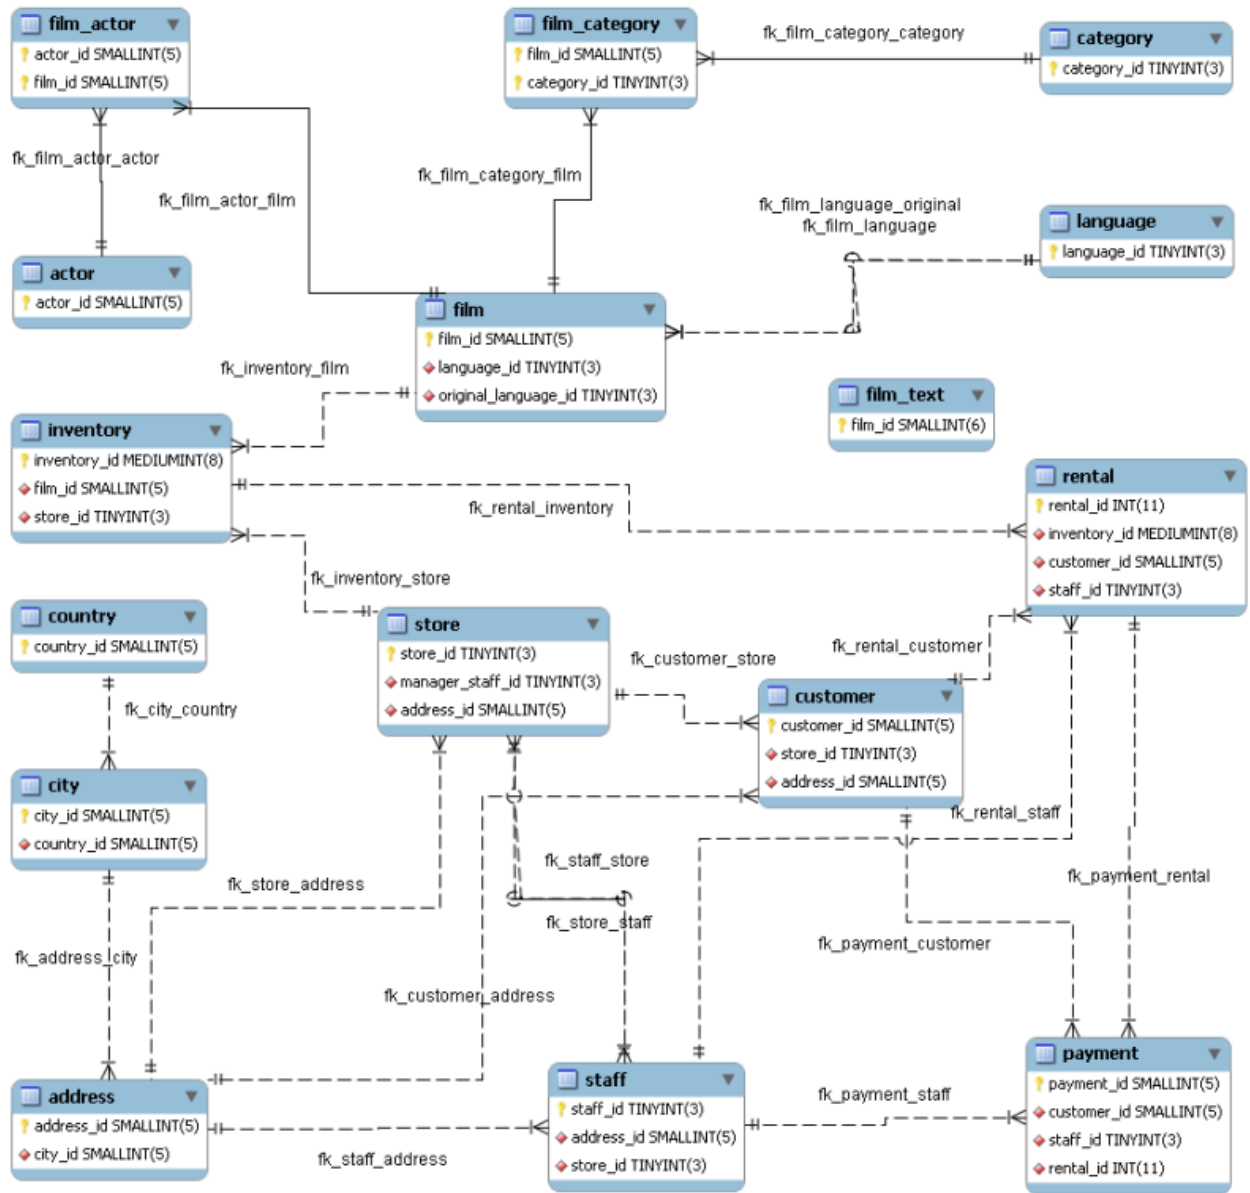 film_actor
actor_id SMALLINT(5)
film_id SMALLINT(5)
film_category
film_id SMALLINT(5)
category_id TINYINT(3)
fk_film_category_category
category
category_id TINYINT(3)
fk_film_actor_actor
fk_film_actor_film
fk_film_category_film
fk_film_language_original
fk_film_language
language
language_id TINYINT(3)
actor
actor_id SMALLINT(5)
film
film_id SMALLINT(5)
language_id TINYINT(3)
original_language_id TINYINT(3)
fk_inventory_film
film_text
film_id SMALLINT(6)
inventory
inventory_id MEDIUMINT(8)
film_id SMALLINT(5)
store_id TINYINT(3)
fk_rental_inventory
rental
rental_id INT(11)
inventory_id MEDIUMINT(8)
customer_id SMALLINT(5)
staff_id TINYINT(3)
fk_inventory_store
country
country_id SMALLINT(5)
store
store_id TINYINT(3)
manager_staff_id TINYINT(3)
address_id SMALLINT(5)
fk_customer_store
fk_rental_customer
customer
customer_id SMALLINT(5)
store_id TINYINT(3)
address_id SMALLINT(5)
fk_city_country
city
city_id SMALLINT(5)
country_id SMALLINT(5)
fk_rental_staff
fk_staff_store
fk_store_address
fk_payment_rental
fk_store_staff
fk_payment_customer
fk_address_city
fk_customer_address
address
address_id SMALLINT(5)
city_id SMALLINT(5)
fk_staff_address
staff
staff_id TINYINT(3)
address_id SMALLINT(5)
store_id TINYINT(3)
fk_payment_staff
payment
payment_id SMALLINT(5)
customer_id SMALLINT(5)
staff_id TINYINT(3)
rental_id INT(11)